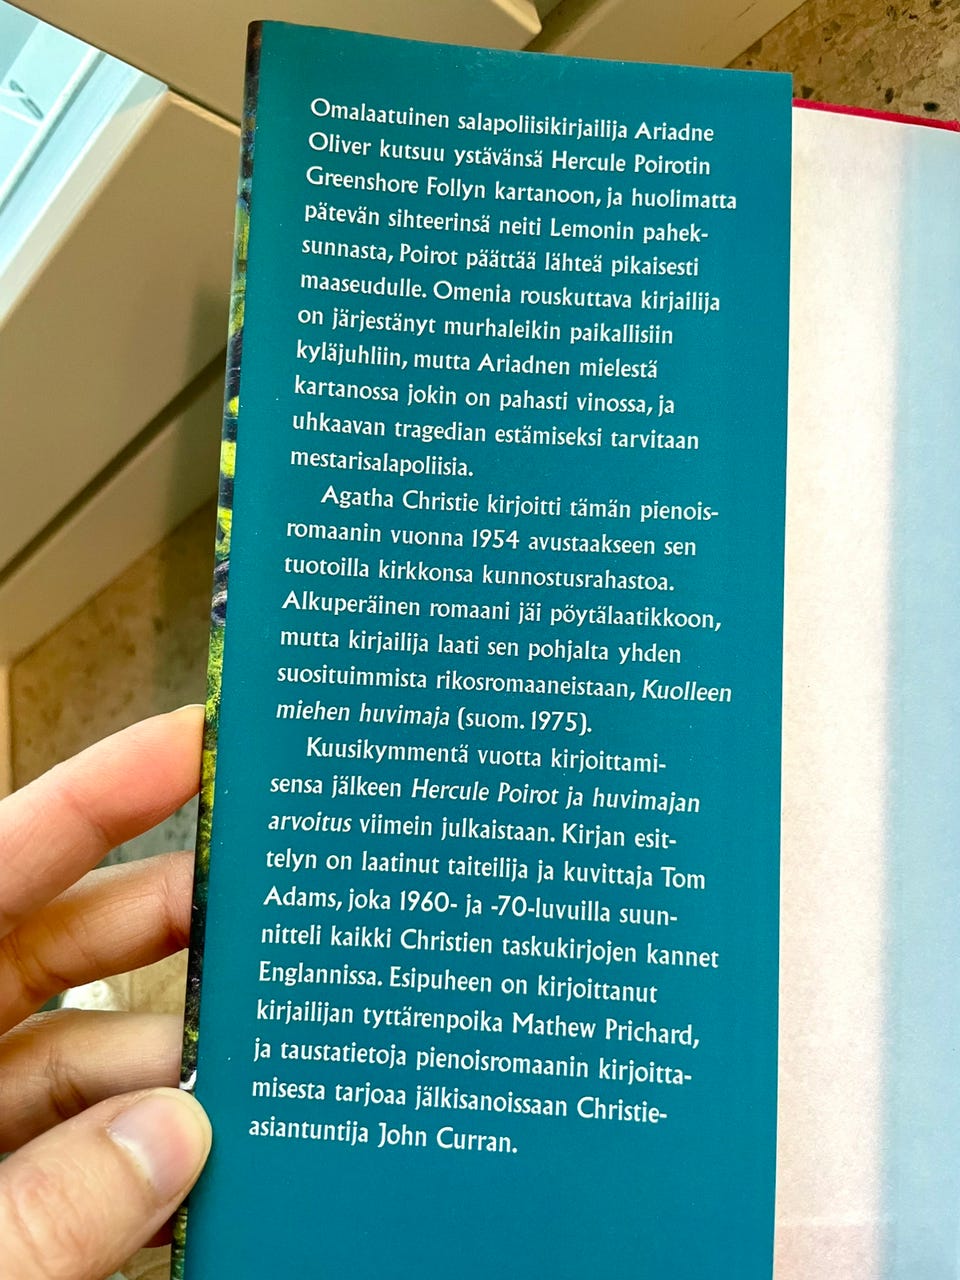 Omalaatuinen salapoliisikirjailija Ariadne
Oliver kutsuu ystävänsä Hercule Poirotin
Greenshore Follyn kartanoon, ja huolimatta
pätevän sihteerinsä neiti Lemonin pahek-
sunnasta, Poirot päättää lähteä pikaisesti
maaseudulle. Omenia rouskuttava kirjailija
on järjestänyt murhaleikin paikallisiin
kyläjuhliin, mutta Ariadnen mielestä
kartanossa jokin on pahasti vinossa, ja
uhkaavan tragedian estämiseksi tarvitaan
mestarisalapoliisia.
Agatha Christie kirjoitti tämän pienois-
romaanin vuonna 1954 avustaakseen sen
tuotoilla kirkkonsa kunnostusrahastoa.
Alkuperäinen romaani jäi pöytälaatikkoon,
mutta kirjailija laati sen pohjalta yhden
suosituimmista rikosromaaneistaan, Kuolleen
miehen huvimaja (suom. 1975).
Kuusikymmentä vuotta kirjoittami-
sensa jälkeen Hercule Poirot ja huvimajan
arvoitus viimein julkaistaan. Kirjan esit-
telyn on laatinut taiteilija ja kuvittaja Tom
Adams, joka 1960- ja -70-luvuilla suun-
nitteli kaikki Christien taskukirjojen kannet
Englannissa. Esipuheen on kirjoittanut
kirjailijan tyttärenpoika Mathew Prichard,
ja taustatietoja pienoisromaanin kirjoitta-
misesta tarjoaa jälkisanoissaan Christie-
asiantuntija John Curran.